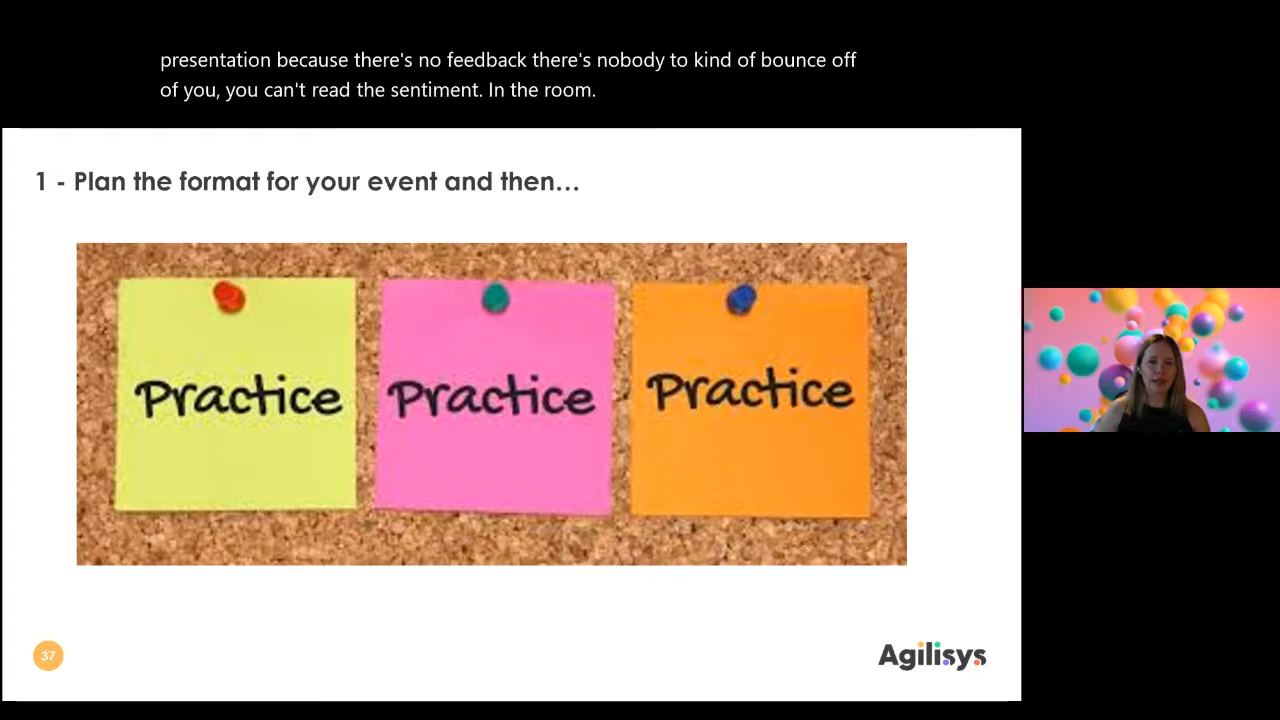 presentation because there's no feedback there's nobody to kind of bounce off
of you, you can't read the sentiment. In the room.
1 - Plan the format for your event and then…
Practice
Practice
Practice
37
Agilisys